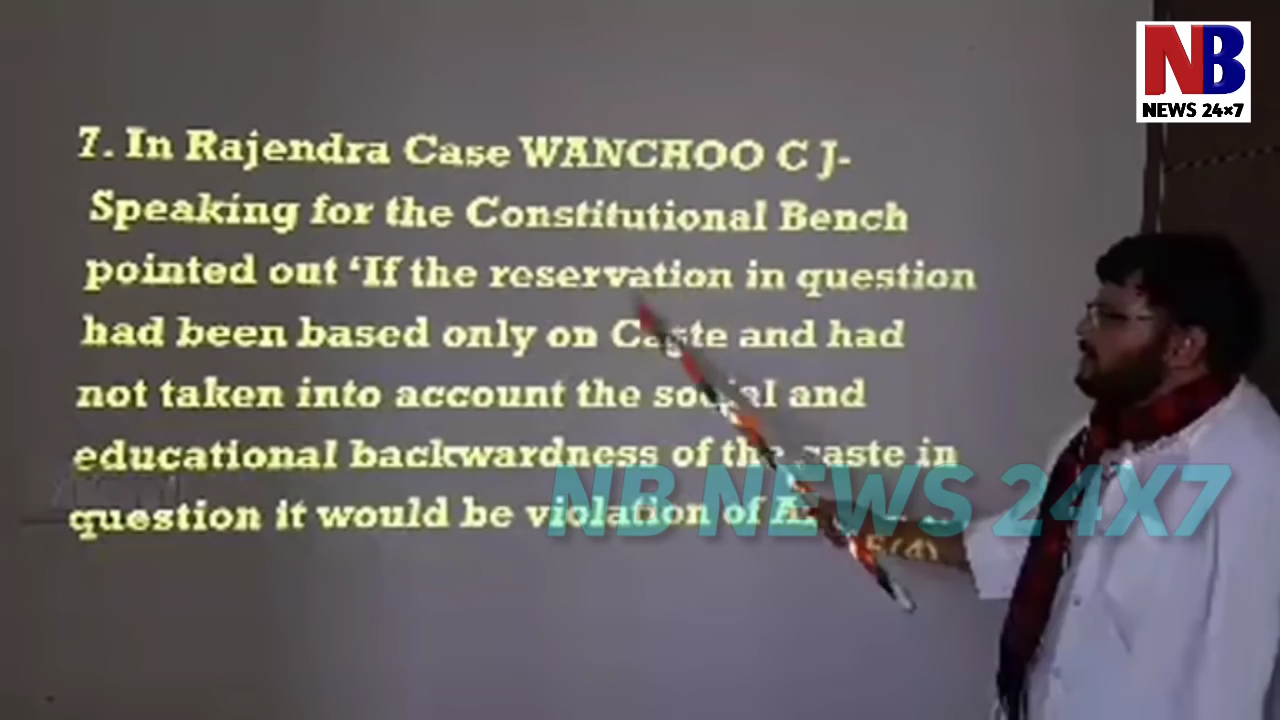 NB
NEWS 24×7
7. In Rajendra Case WANCHOO C J-
Speaking for the Constitutional Bench
pointed out ‘If the reservation in question
had been based only on Caste and had
not taken into account the social and
educational backwardness of the caste in
question it would be violation of
NB NEWS 24X7